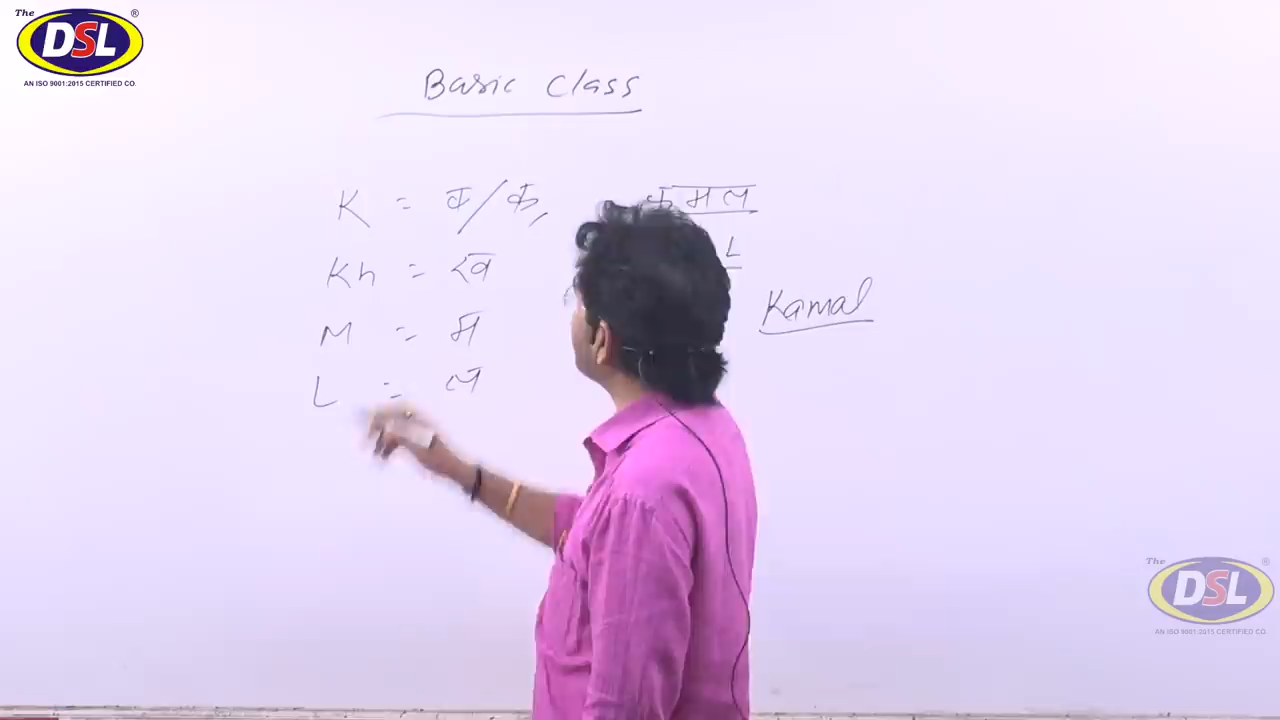 The ®
DSL
AN ISO 9001:2015 CERTIFIED CO.
Basic Class
K = क/क,
कमल
Kh = ख
L
Kamal
M = म
L = ल
The ®
DSL
AN ISO 9001:2015 CERTIFIED CO.